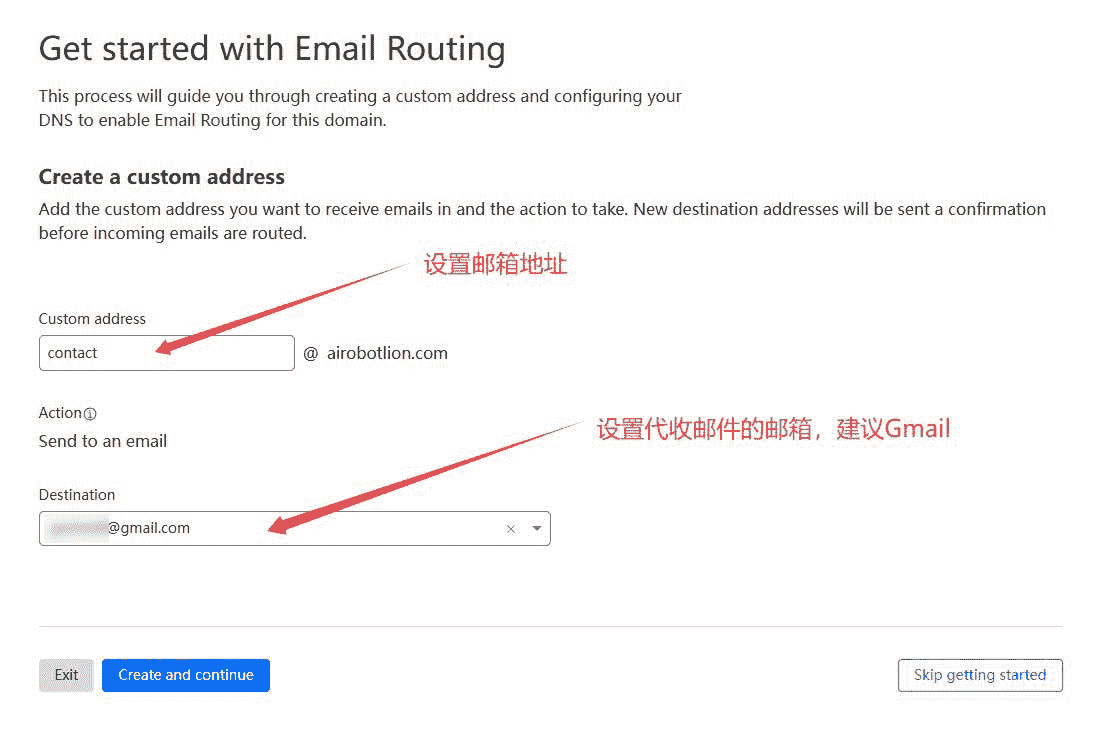 Get started with Email Routing
This process will guide you through creating a custom address and configuring your
DNS to enable Email Routing for this domain.
Create a custom address
Add the custom address you want to receive emails in and the action to take. New destination addresses will be sent a confirmation
before incoming emails are routed.
设置邮箱地址
Custom address
contact @ airobotlion.com
Action
设置代收邮件的邮箱，建议Gmail
Send to an email
Destination
@gmail.com
Exit Create and continue Skip getting started